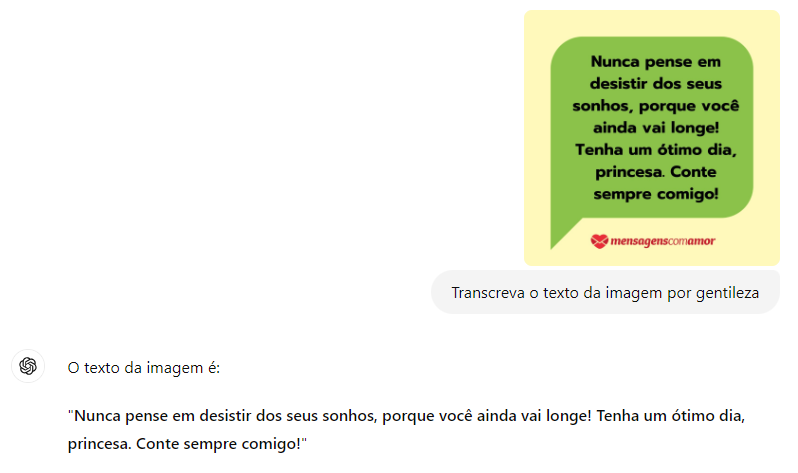 Nunca pense em
desistir dos seus
sonhos, porque você
ainda vai longe!
Tenha um ótimo dia,
princesa. Conte
sempre comigo!
mensagenscomamor
Transcreva o texto da imagem por gentileza
O texto da imagem é:
"Nunca pense em desistir dos seus sonhos, porque você ainda vai longe! Tenha um ótimo dia,
princesa. Conte sempre comigo!"